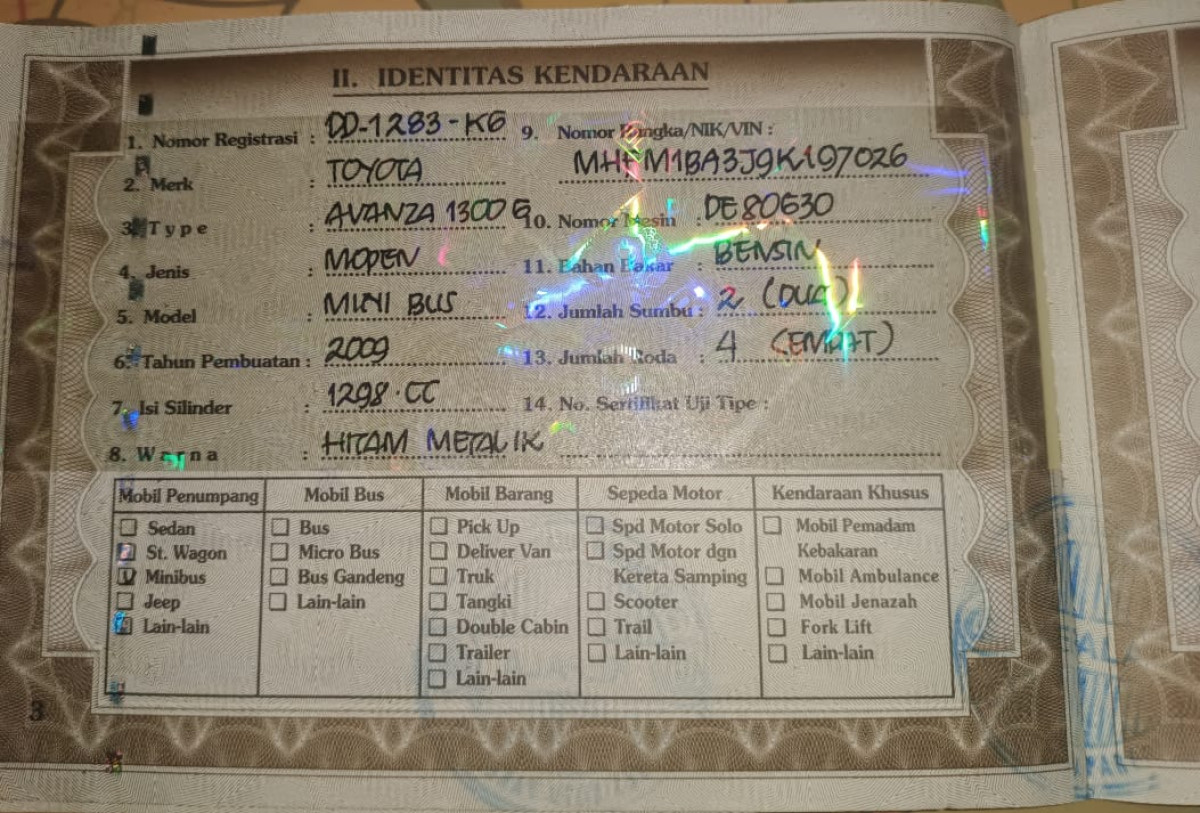 II. IDENTITAS KENDARAAN
1. Nomor Registrasi : DD-1283-KG
2. Merk : TOYOTA
3. Type : AVANZA 1300 G
4. Jenis : MOPEN
5. Model : MINI BUS
6. Tahun Pembuatan : 2009
7. Isi Silinder : 1298.CC
8. Warna : HITAM METALIK
9. Nomor Rangka/NIK/VIN :
MHFM1BA3J9K197026
10. Nomor Mesin : DE80630
11. Bahan Bakar : BENSIN
12. Jumlah Sumbu : 2 (DUA)
13. Jumlah Roda : 4 (EMPAT)
14. No. Sertifikat Uji Tipe :
Mobil Penumpang
Sedan
St. Wagon
Minibus
Jeep
Lain-lain
Mobil Bus
Bus
Micro Bus
Bus Gandeng
Lain-lain
Mobil Barang
Pick Up
Deliver Van
Truk
Tangki
Double Cabin
Trailer
Lain-lain
Sepeda Motor
Spd Motor Solo
Spd Motor dgn
Kereta Samping
Scooter
Trail
Lain-lain
Kendaraan Khusus
Mobil Pemadam
Kebakaran
Mobil Ambulance
Mobil Jenazah
Fork Lift
Lain-lain
3